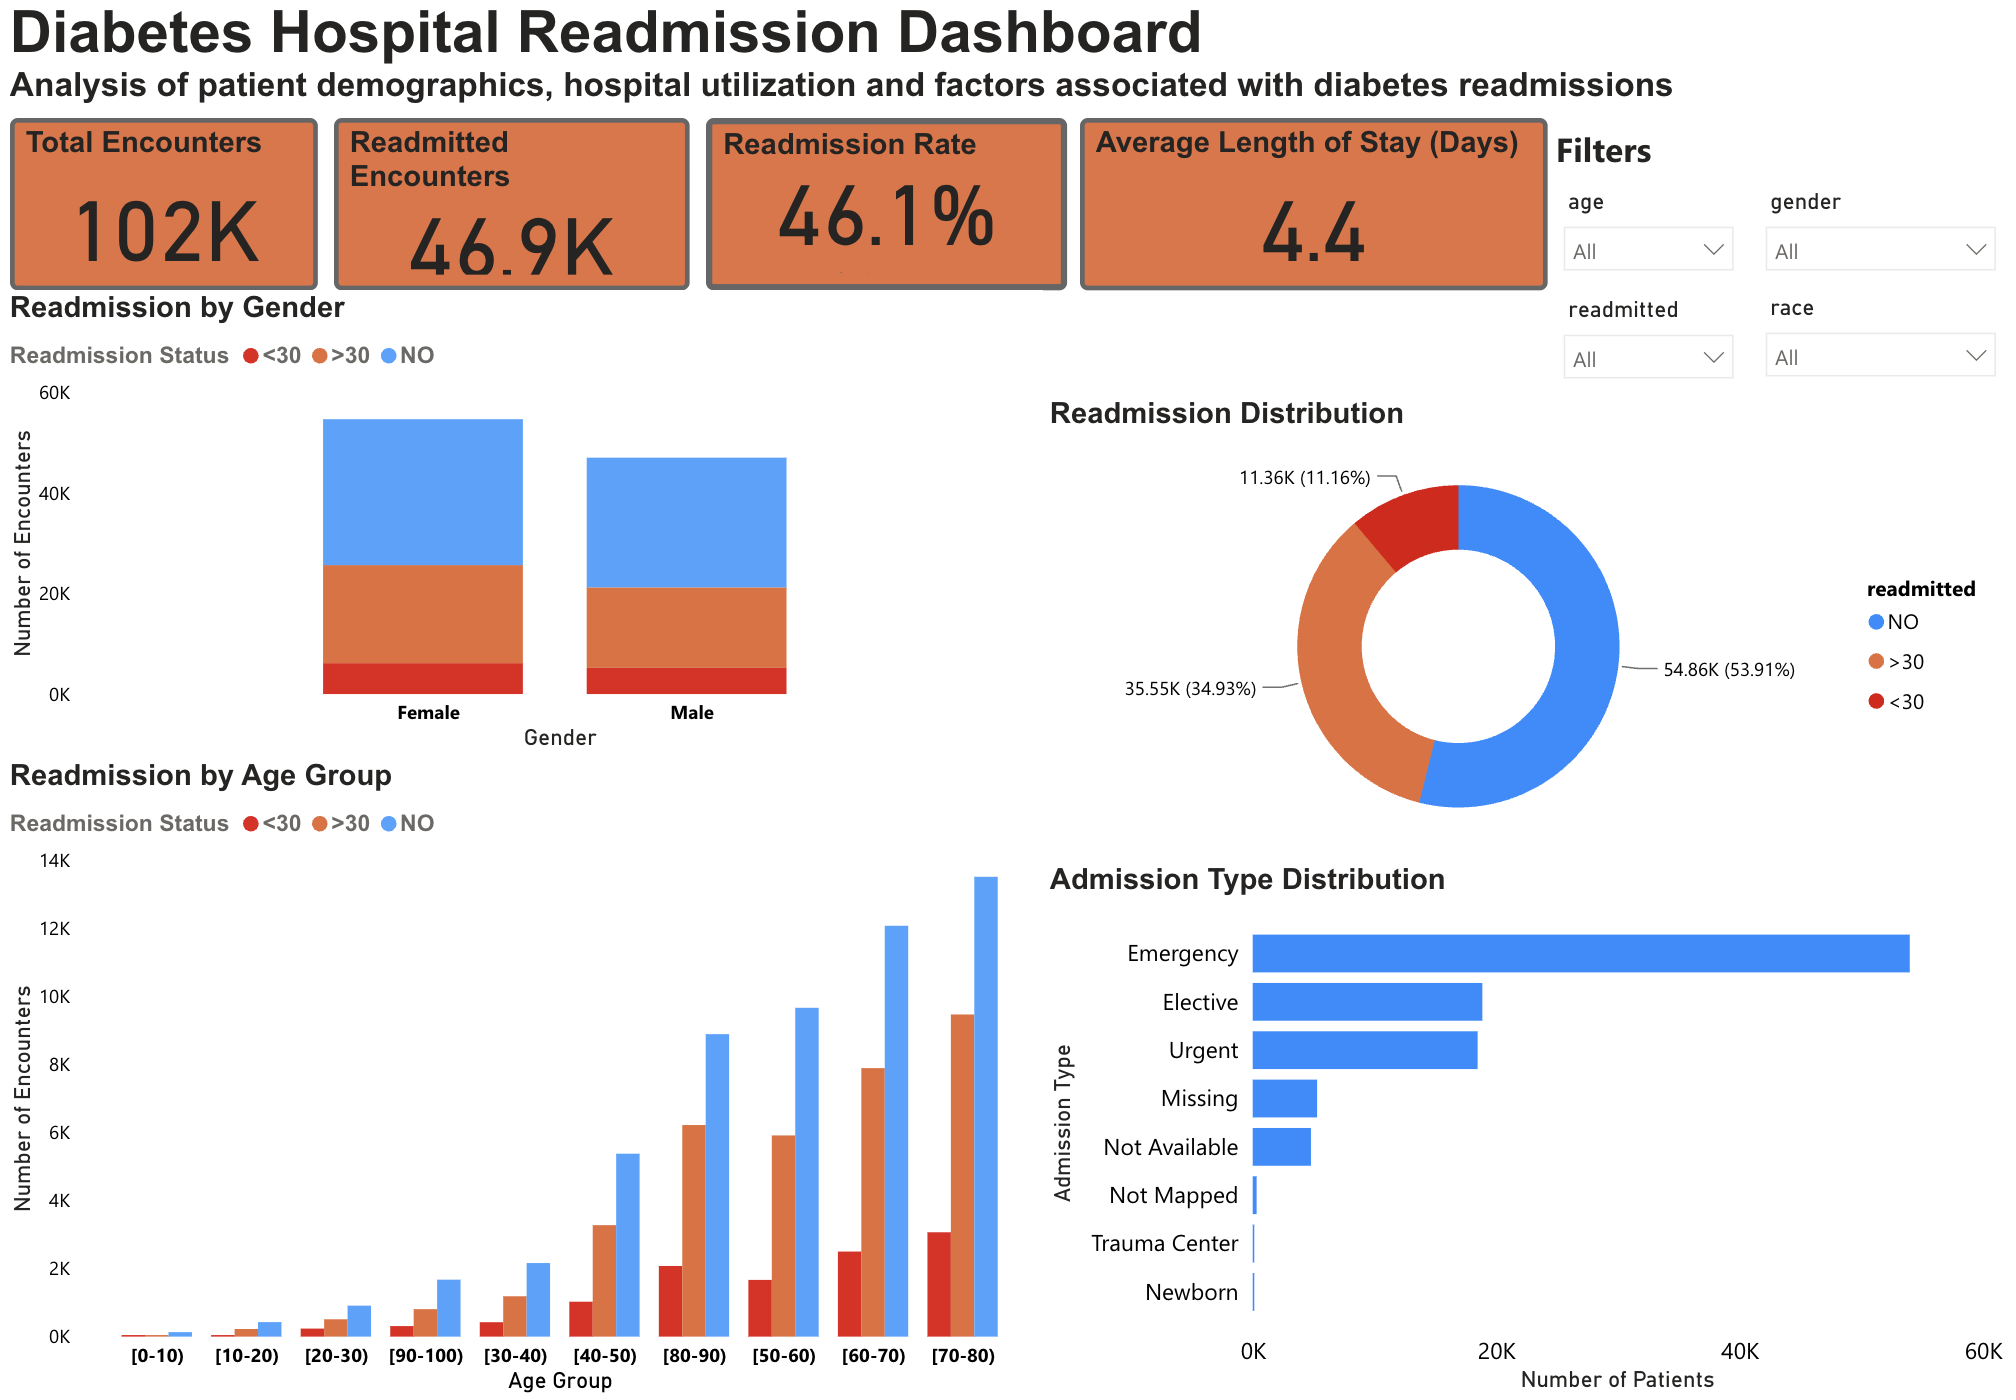 Diabetes Hospital Readmission Dashboard
Analysis of patient demographics, hospital utilization and factors associated with diabetes readmissions
Total Encounters
102K
Readmitted
Encounters
46.9K
Readmission Rate
46.1%
Average Length of Stay (Days)
4.4
Filters
age
All
gender
All
readmitted
All
race
All
Readmission by Gender
Readmission Status <30 >30 NO
60K
40K
20K
0K
Number of Encounters
Female Male
Gender
Readmission Distribution
11.36K (11.16%)
35.55K (34.93%)
54.86K (53.91%)
readmitted
NO
>30
<30
Readmission by Age Group
Readmission Status <30 >30 NO
14K
12K
10K
8K
6K
4K
2K
0K
Number of Encounters
[0-10) [10-20) [20-30) [90-100) [30-40) [40-50) [80-90) [50-60) [60-70) [70-80)
Age Group
Admission Type Distribution
Admission Type
Emergency
Elective
Urgent
Missing
Not Available
Not Mapped
Trauma Center
Newborn
0K 20K 40K 60K
Number of Patients